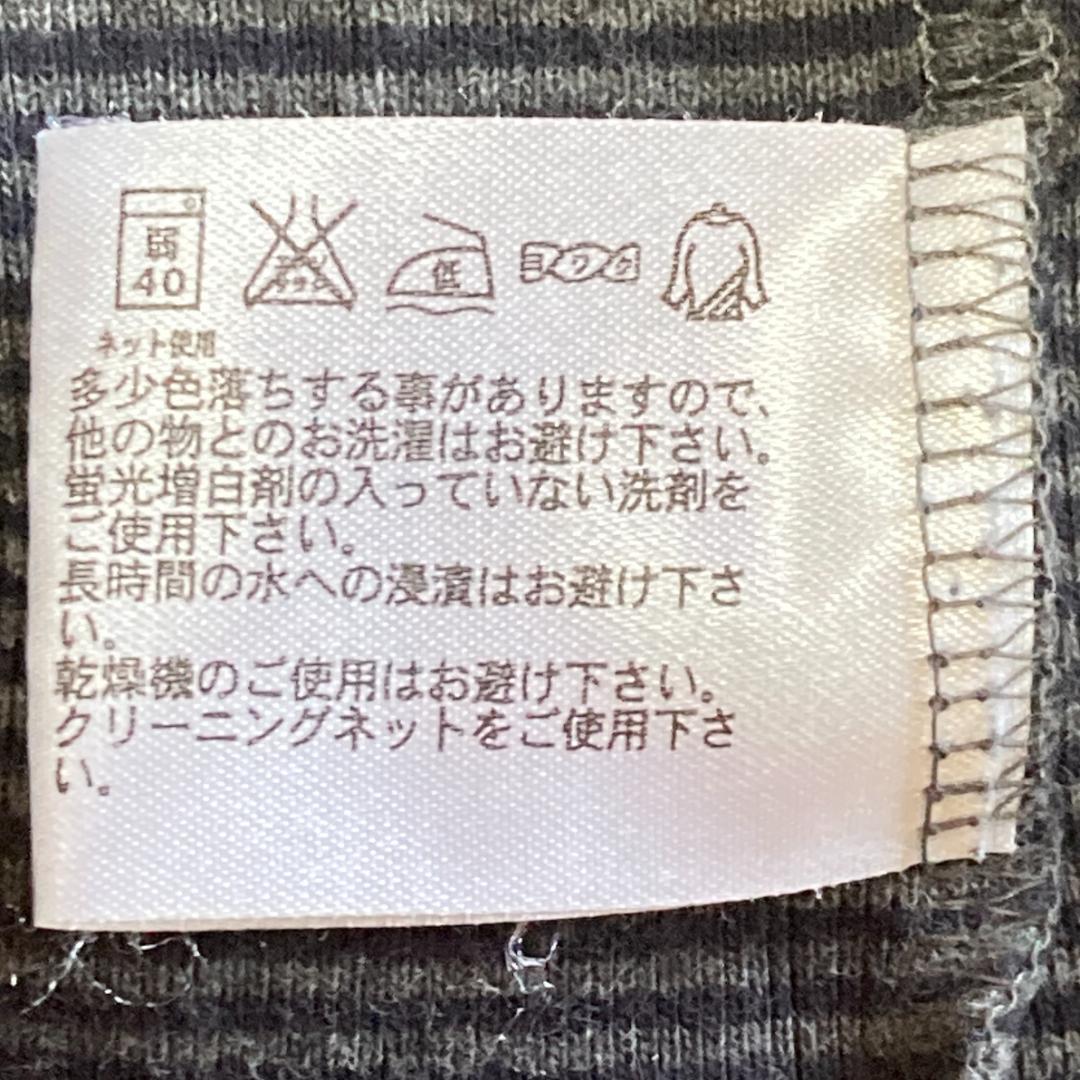 弱
40
低
ヨワク
ネット使用
多少色落ちする事がありますので、
他の物とのお洗濯はお避け下さい。
蛍光増白剤の入っていない洗剤を
ご使用下さい。
長時間の水への浸漬はお避け下さ
い。
乾燥機のご使用はお避け下さい。
クリーニングネットをご使用下さ
い。